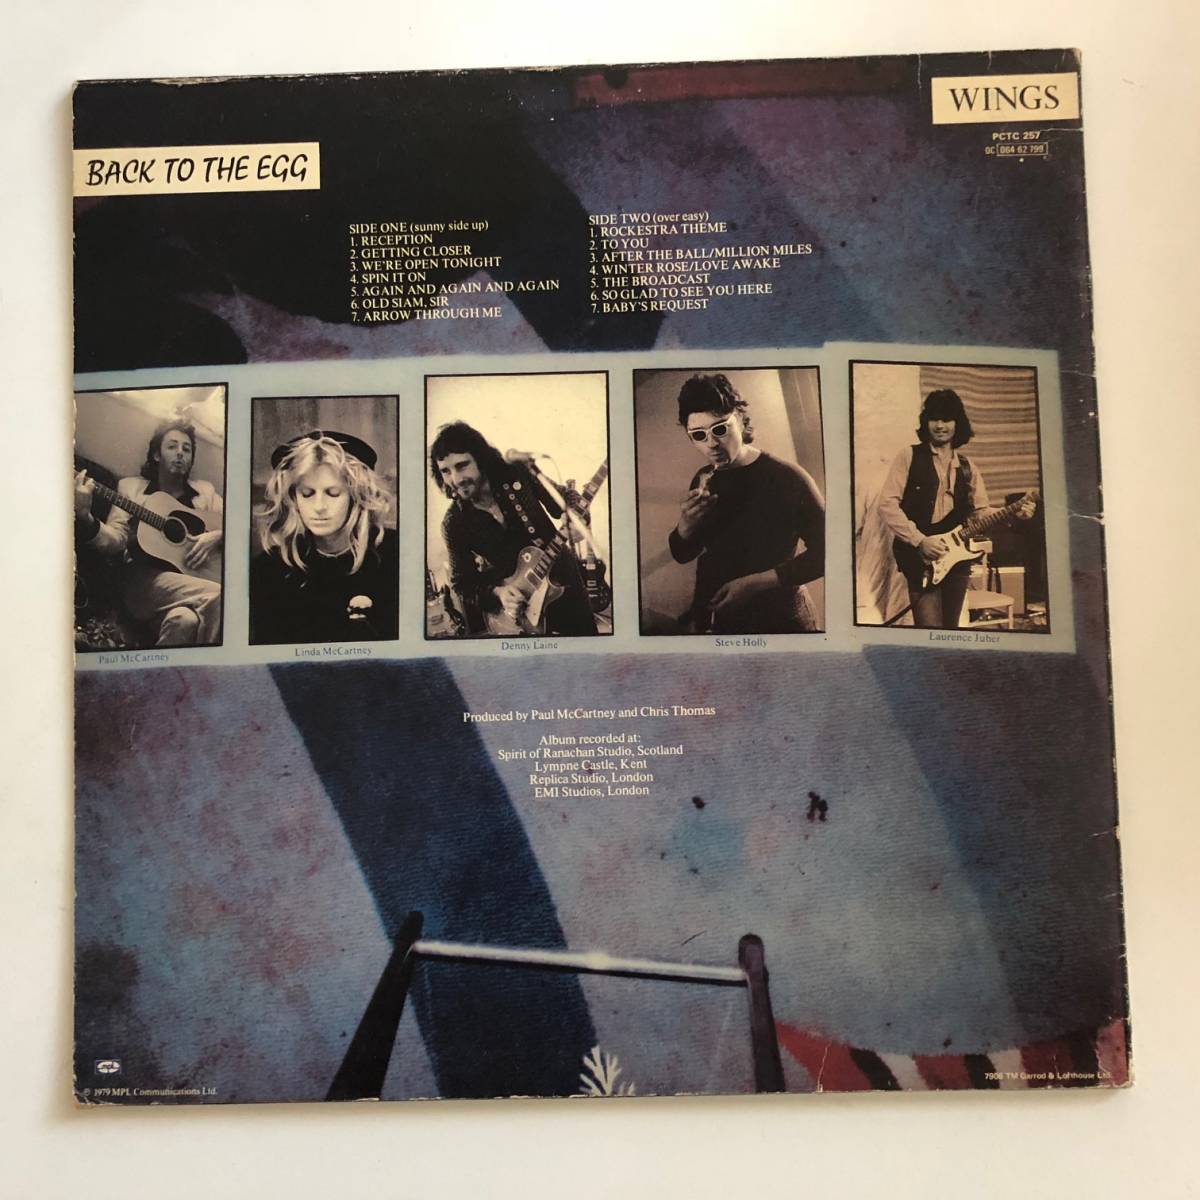 WINGS
PCTC 257
OC 064 62 799
BACK TO THE EGG
SIDE ONE (sunny side up)
1. RECEPTION
2. GETTING CLOSER
3. WE'RE OPEN TONIGHT
4. SPIN IT ON
5. AGAIN AND AGAIN AND AGAIN
6. OLD SIAM, SIR
7. ARROW THROUGH ME
SIDE TWO (over easy)
1. ROCKESTRA THEME
2. TO YOU
3. AFTER THE BALL/MILLION MILES
4. WINTER ROSE/LOVE AWAKE
5. THE BROADCAST
6. SO GLAD TO SEE YOU HERE
7. BABY'S REQUEST
Paul McCartney
Linda McCartney
Denny Laine
Steve Holly
Laurence Juber
Produced by Paul McCartney and Chris Thomas
Album recorded at:
Spirit of Ranachan Studio, Scotland
Lympne Castle, Kent
Replica Studio, London
EMI Studios, London
℗ 1979 MPL Communications Ltd.
7906 TM Garrod & Lofthouse Ltd.